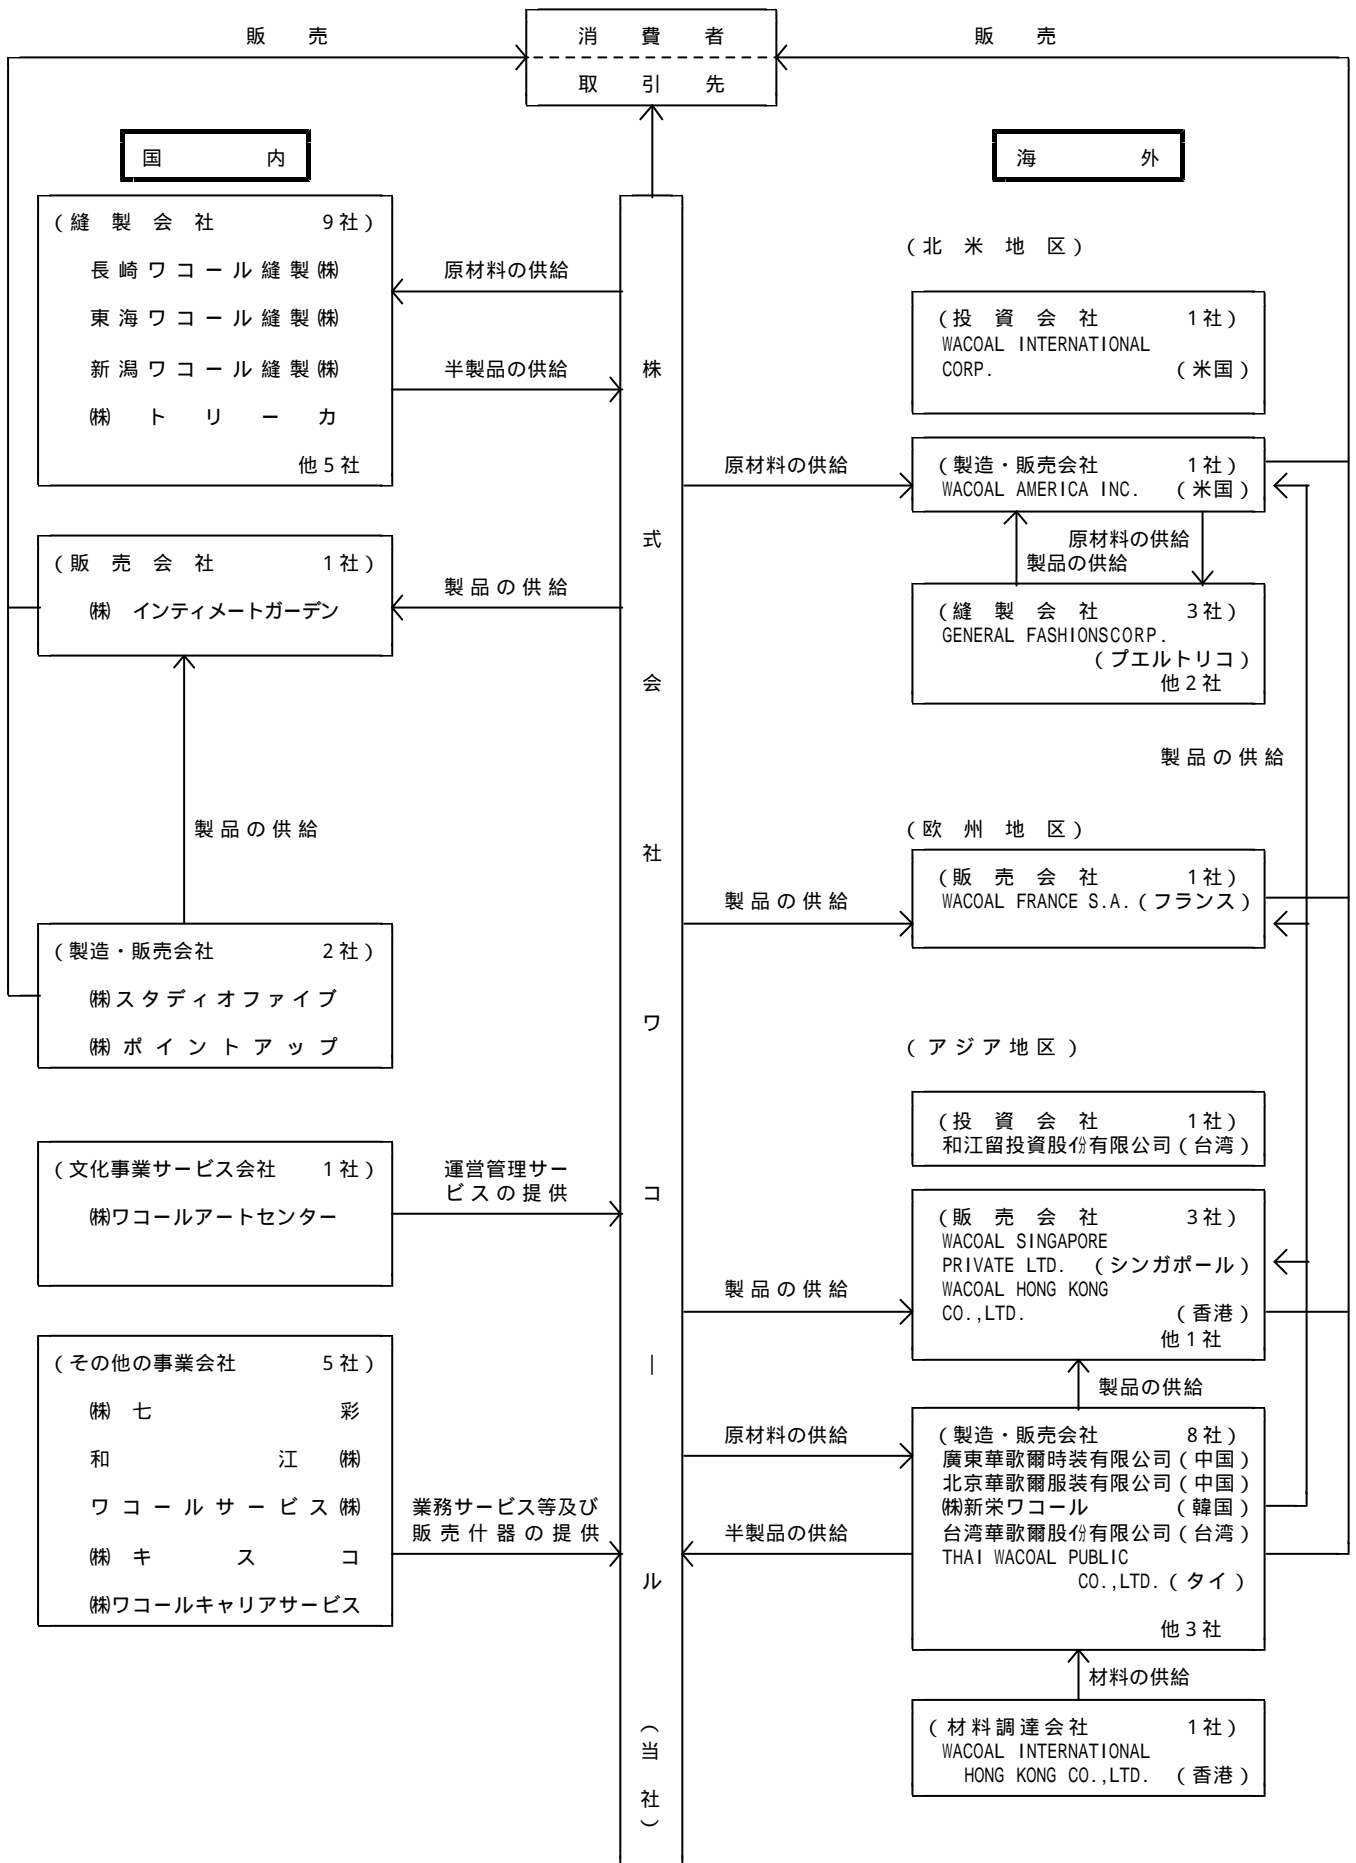 販売
消費者
取引先
販売
国内
(縫製会社 9社)
長崎ワコール縫製㈱
東海ワコール縫製㈱
新潟ワコール縫製㈱
㈱トリーカ
他5社
原材料の供給
半製品の供給
(販売会社 1社)
㈱ インティメートガーデン
製品の供給
製品の供給
(製造・販売会社 2社)
㈱スタディオファイブ
㈱ポイントアップ
(文化事業サービス会社 1社)
㈱ワコールアートセンター
運営管理サー
ビスの提供
(その他の事業会社 5社)
㈱七彩
和江㈱
ワコールサービス㈱
㈱キスコ
㈱ワコールキャリアサービス
業務サービス等及び
販売什器の提供
株式会社ワコール(当社)
海外
(北米地区)
(投資会社 1社)
WACOAL INTERNATIONAL
CORP. (米国)
原材料の供給
(製造・販売会社 1社)
WACOAL AMERICA INC. (米国)
原材料の供給
製品の供給
(縫製会社 3社)
GENERAL FASHIONSCORP.
(プエルトリコ)
他2社
製品の供給
(欧州地区)
製品の供給
(販売会社 1社)
WACOAL FRANCE S.A.(フランス)
(アジア地区)
(投資会社 1社)
和江留投資股份有限公司(台湾)
製品の供給
(販売会社 3社)
WACOAL SINGAPORE
PRIVATE LTD. (シンガポール)
WACOAL HONG KONG
CO.,LTD. (香港)
他1社
製品の供給
原材料の供給
半製品の供給
(製造・販売会社 8社)
廣東華歌爾時装有限公司(中国)
北京華歌爾服装有限公司(中国)
㈱新栄ワコール (韓国)
台湾華歌爾股份有限公司(台湾)
THAI WACOAL PUBLIC
CO.,LTD.(タイ)
他3社
材料の供給
(材料調達会社 1社)
WACOAL INTERNATIONAL
HONG KONG CO.,LTD. (香港)